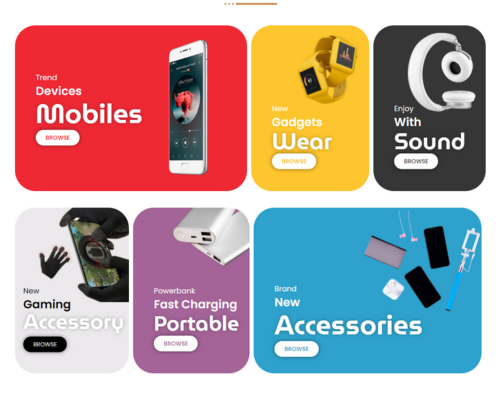 Trend
Devices
Mobiles
BROWSE
New
Gadgets
Wear
BROWSE
Enjoy
With
Sound
BROWSE
New
Gaming
Accessory
BROWSE
Powerbank
Fast Charging
Portable
BROWSE
Brand
New
Accessories
BROWSE